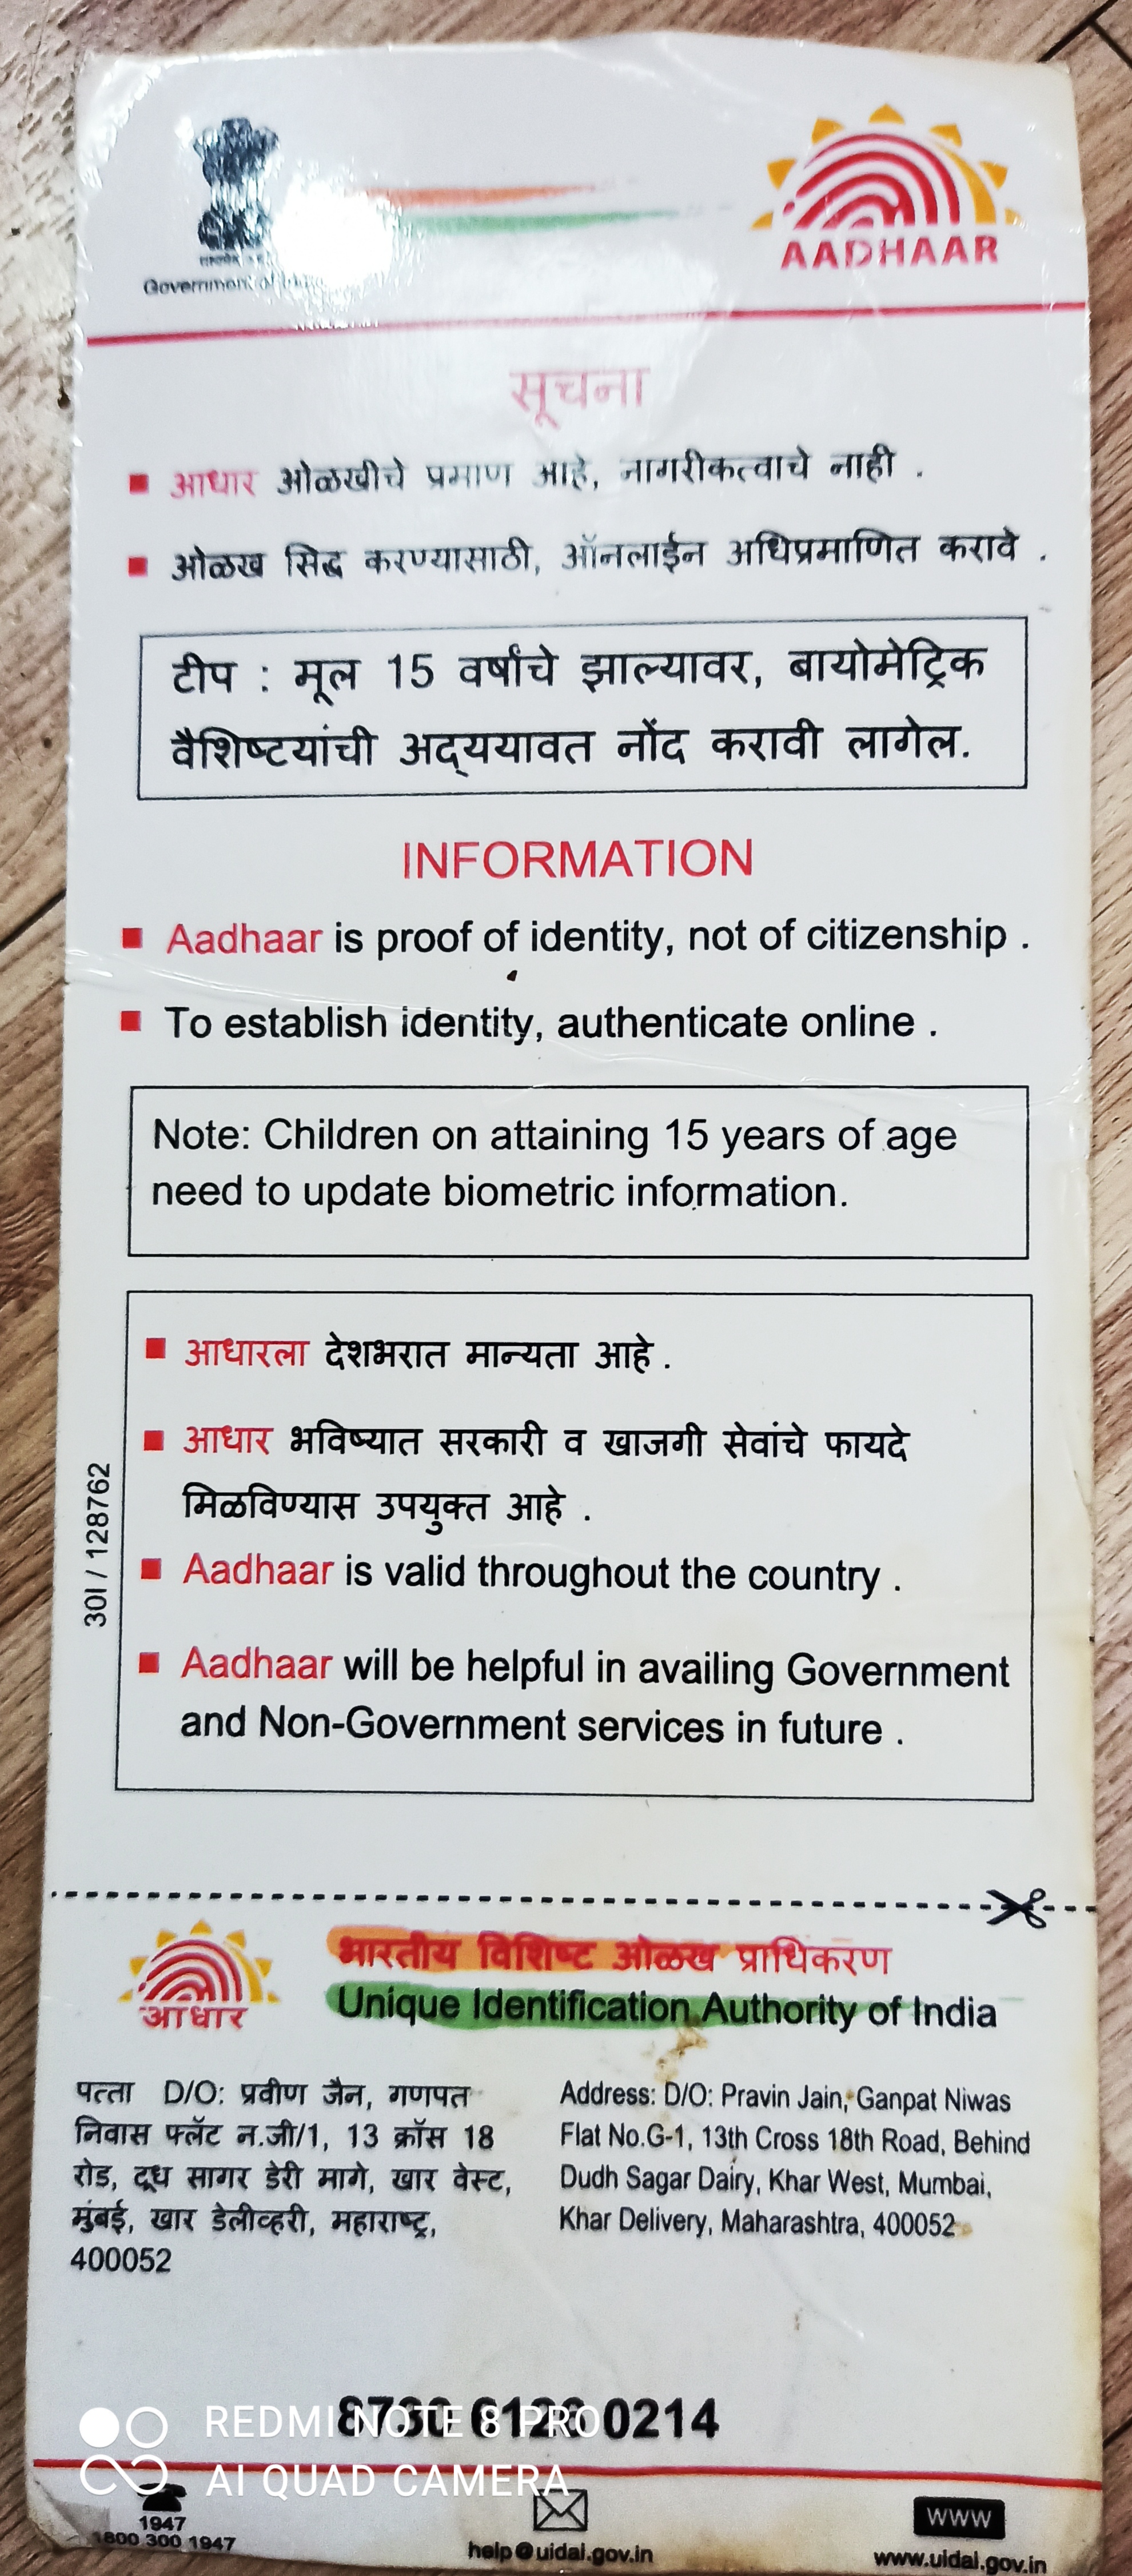 Government of
AADHAAR
सूचना
▪ आधार ओळखीचे प्रमाण आहे, नागरीकत्वाचे नाही .
▪ ओळख सिद्ध करण्यासाठी, ऑनलाईन अधिप्रमाणित करावे .
टीप : मूल 15 वर्षांचे झाल्यावर, बायोमेट्रिक
वैशिष्टयांची अद्ययावत नोंद करावी लागेल.
INFORMATION
▪ Aadhaar is proof of identity, not of citizenship .
▪ To establish identity, authenticate online .
Note: Children on attaining 15 years of age
need to update biometric information.
▪ आधारला देशभरात मान्यता आहे .
▪ आधार भविष्यात सरकारी व खाजगी सेवांचे फायदे
मिळविण्यास उपयुक्त आहे .
▪ Aadhaar is valid throughout the country .
▪ Aadhaar will be helpful in availing Government
and Non-Government services in future .
30I / 128762
आधार
भारतीय विशिष्ट ओळख प्राधिकरण
Unique Identification Authority of India
पत्ता D/O: प्रवीण जैन, गणपत
निवास फ्लॅट न.जी/1, 13 क्रॉस 18
रोड, दूध सागर डेरी मागे, खार वेस्ट,
मुंबई, खार डेलीव्हरी, महाराष्ट्र,
400052
Address: D/O: Pravin Jain, Ganpat Niwas
Flat No.G-1, 13th Cross 18th Road, Behind
Dudh Sagar Dairy, Khar West, Mumbai,
Khar Delivery, Maharashtra, 400052
0214
REDMI NOTE 8 PRO
AI QUAD CAMERA
1947
1800 300 1947
help@uidai.gov.in
WWW
www.uidai.gov.in